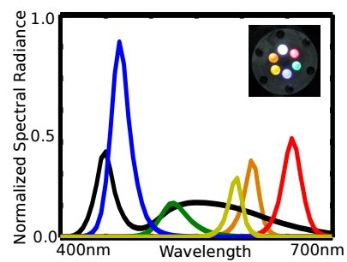 Normalized Spectral Radiance
1.0
0.5
0.0
400nm
Wavelength
700nm